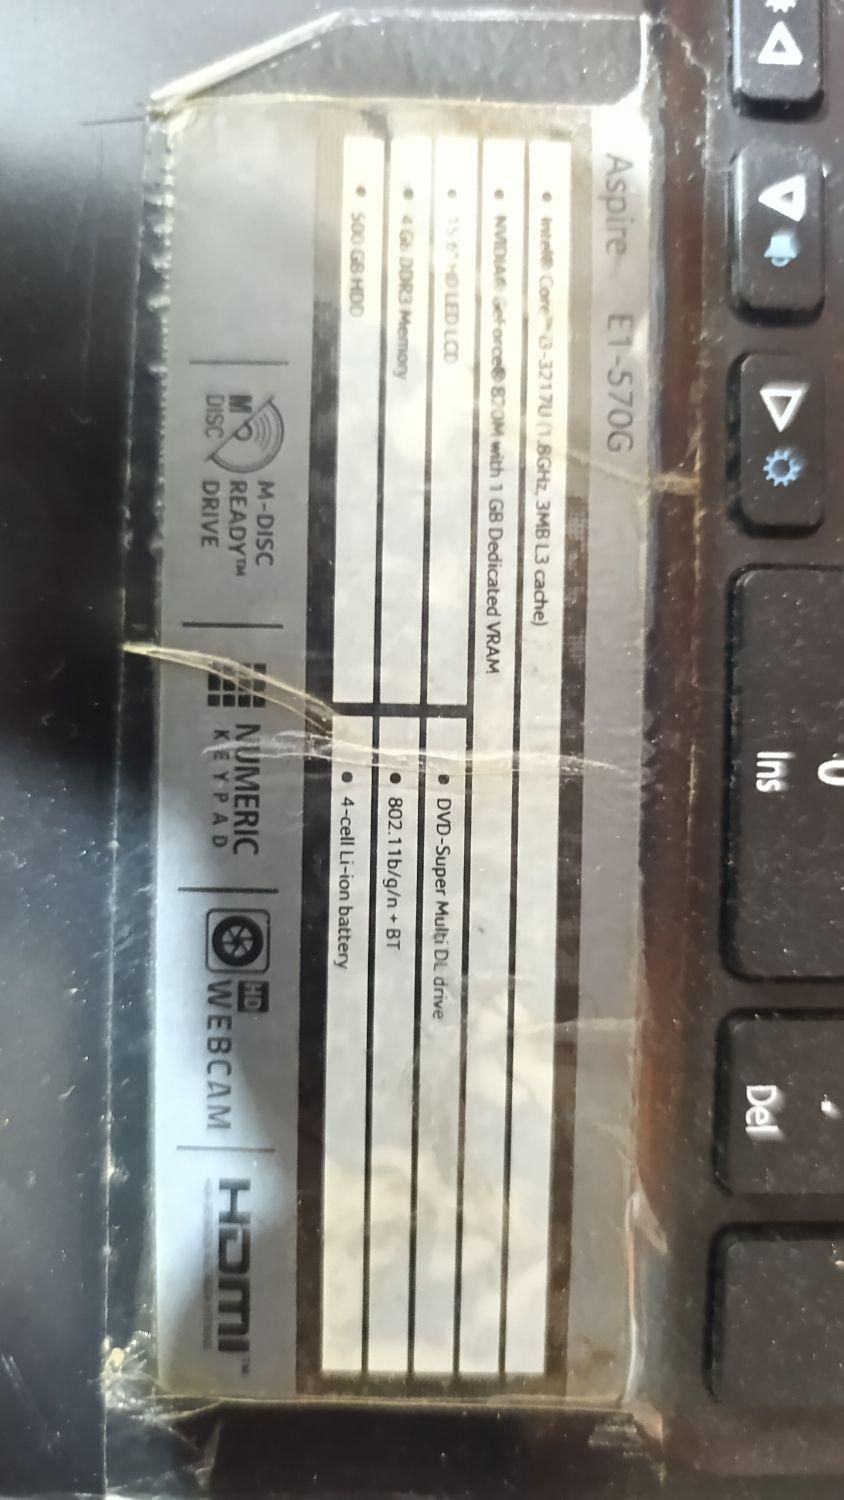 Aspire E1-570G
• Intel® Core™ i3-3217U (1.8GHz, 3MB L3 cache)
• NVIDIA® GeForce® 820M with 1 GB Dedicated VRAM
• 15.6" HD LED LCD
• DVD-Super Multi DL drive
• 4 Gb DDR3 Memory
• 802.11b/g/n + BT
• 500 GB HDD
• 4-cell Li-ion battery
M DISC
M-DISC
READY™
DRIVE
NUMERIC
KEYPAD
HD
WEBCAM
HDMI™
Ins
Del